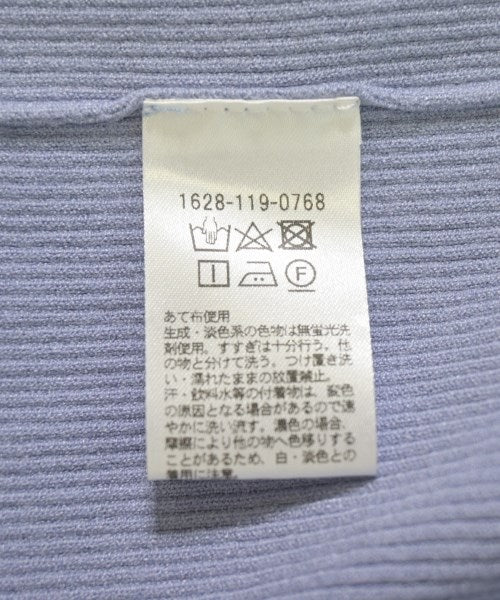 1628-119-0768
あて布使用
生成・淡色系の色物は無蛍光洗
剤使用。すすぎは十分行う。他
の物と分けて洗う。つけ置き洗
い・濡れたままの放置禁止。
汗・飲料水等の付着物は、変色
の原因となる場合があるので速
やかに洗い流す。濃色の場合、
摩擦により他の物へ色移りする
ことがあるため、白・淡色との
着用に注意。